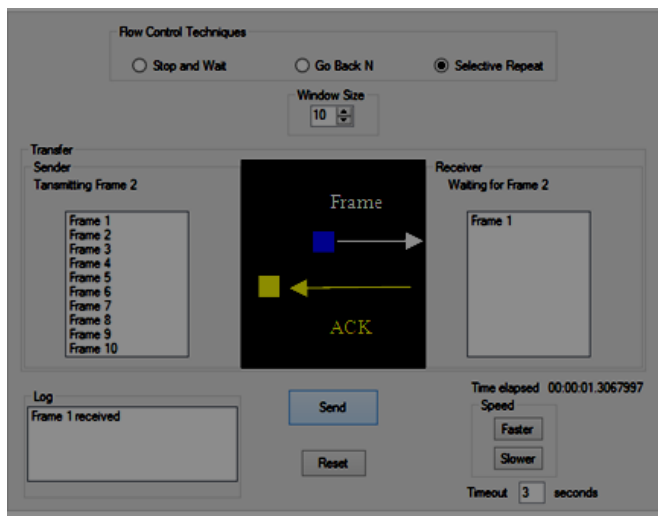 Flow Control Techniques
Stop and Wait
Go Back N
Selective Repeat
Window Size
10
Transfer
Sender
Tansmitting Frame 2
Frame 1
Frame 2
Frame 3
Frame 4
Frame 5
Frame 6
Frame 7
Frame 8
Frame 9
Frame 10
Frame
ACK
Receiver
Waiting for Frame 2
Frame 1
Log
Frame 1 received
Send
Reset
Time elapsed 00:00:01.3067997
Speed
Faster
Slower
Timeout 3 seconds